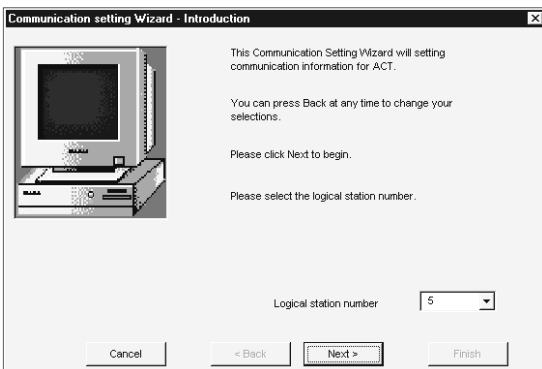 Communication setting Wizard - Introduction
This Communication Setting Wizard will setting
communication information for ACT.
You can press Back at any time to change your
selections.
Please click Next to begin.
Please select the logical station number.
Logical station number
5
Cancel
< Back
Next >
Finish